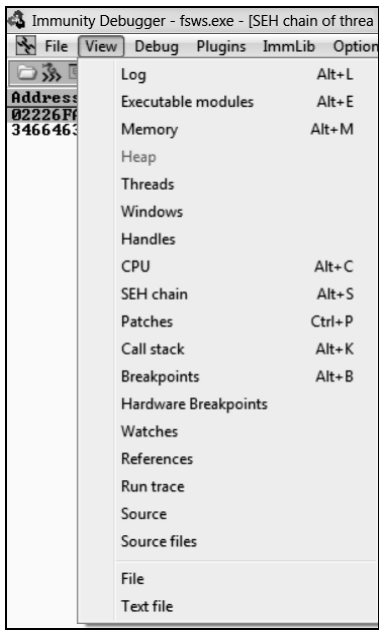 Immunity Debugger - fsws.exe - [SEH chain of threa
File View Debug Plugins ImmLib Option
Address
02226F
3466463
Log Alt+L
Executable modules Alt+E
Memory Alt+M
Heap
Threads
Windows
Handles
CPU Alt+C
SEH chain Alt+S
Patches Ctrl+P
Call stack Alt+K
Breakpoints Alt+B
Hardware Breakpoints
Watches
References
Run trace
Source
Source files
File
Text file